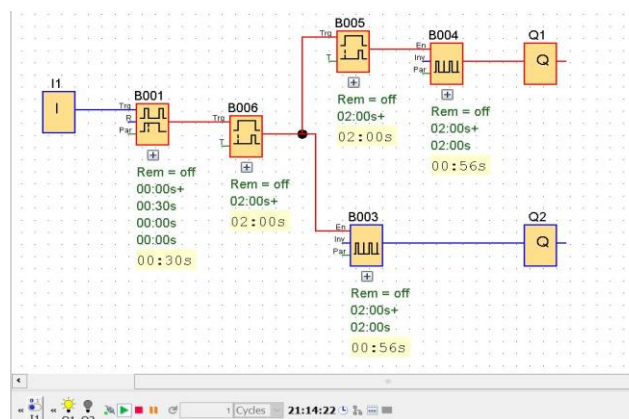 B005
B004
Q1
Trg
T
En
Inv
Par
Q
I1
B001
B006
I
Trg
R
Par
Trg
T
Rem = off
02:00s+
02:00s
Rem = off
02:00s+
02:00s
00:56s
Rem = off
00:00s+
00:30s
00:00s
00:00s
00:30s
Rem = off
02:00s+
02:00s
B003
Q2
En
Inv
Par
Q
Rem = off
02:00s+
02:00s
00:56s
1 Cycles 21:14:22